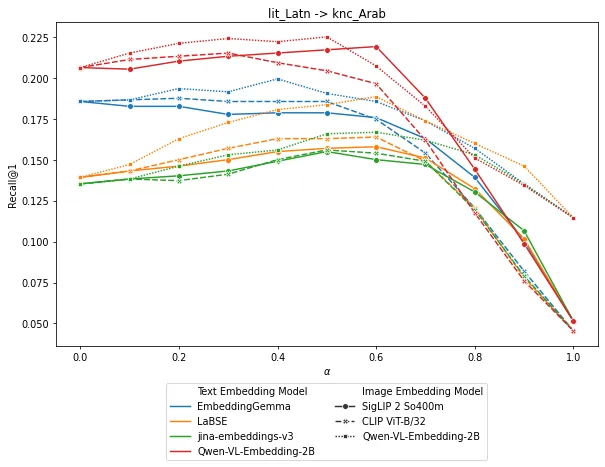 lit_Latn -> knc_Arab
0.225
0.200
0.175
0.150
0.125
0.100
0.075
0.050
Recall@1
0.0 0.2 0.4 0.6 0.8 1.0
α
Text Embedding Model
EmbeddingGemma
LaBSE
jina-embeddings-v3
Qwen-VL-Embedding-2B
Image Embedding Model
SigLIP 2 So400m
CLIP ViT-B/32
Qwen-VL-Embedding-2B